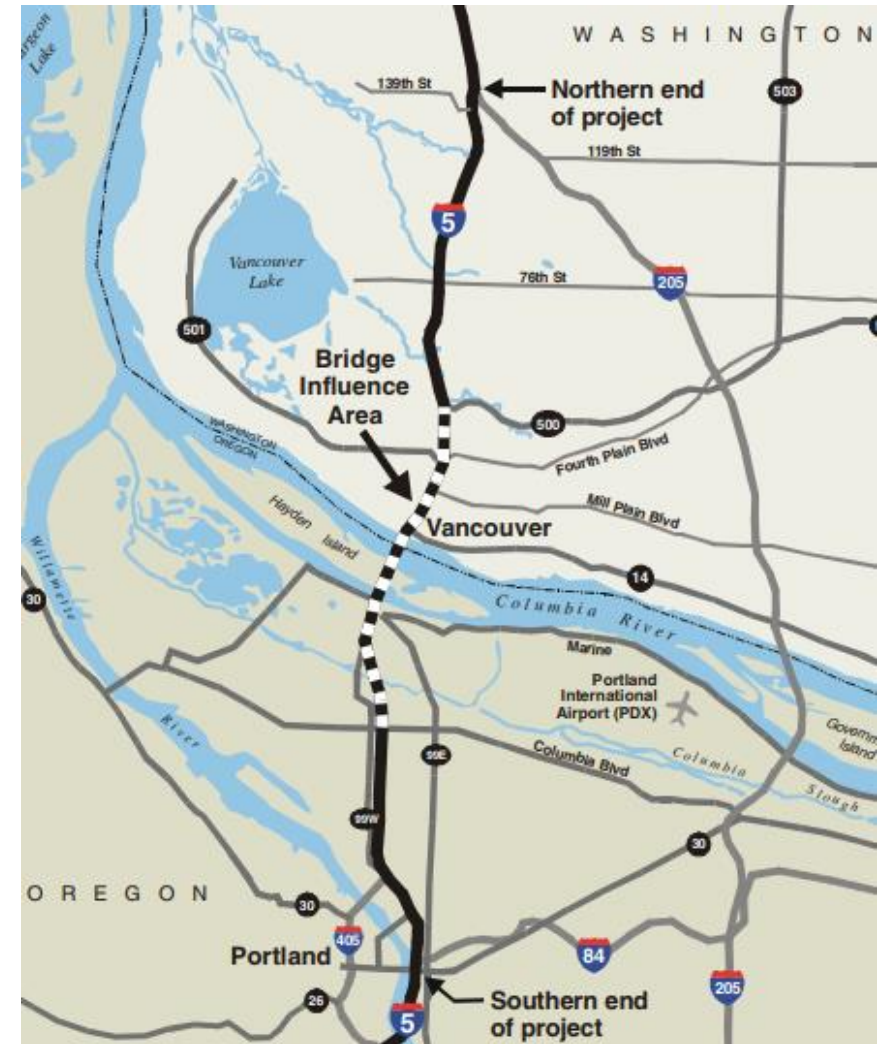 WASHINGTON
Lake
139th St
Northern end
of project
503
119th St
5
Vancouver
Lake
76th St
205
501
Bridge
Influence
Area
500
WASHINGTON
OREGON
Fourth Plain Blvd
Hayden
Island
Mill Plain Blvd
Vancouver
Willamette
14
30
Columbia River
Marine
Portland
International
Airport (PDX)
Island
River
99E
Columbia Blvd
Columbia
Slough
99W
30
OREGON
30
405
Portland
84
26
205
Southern end
of project
5